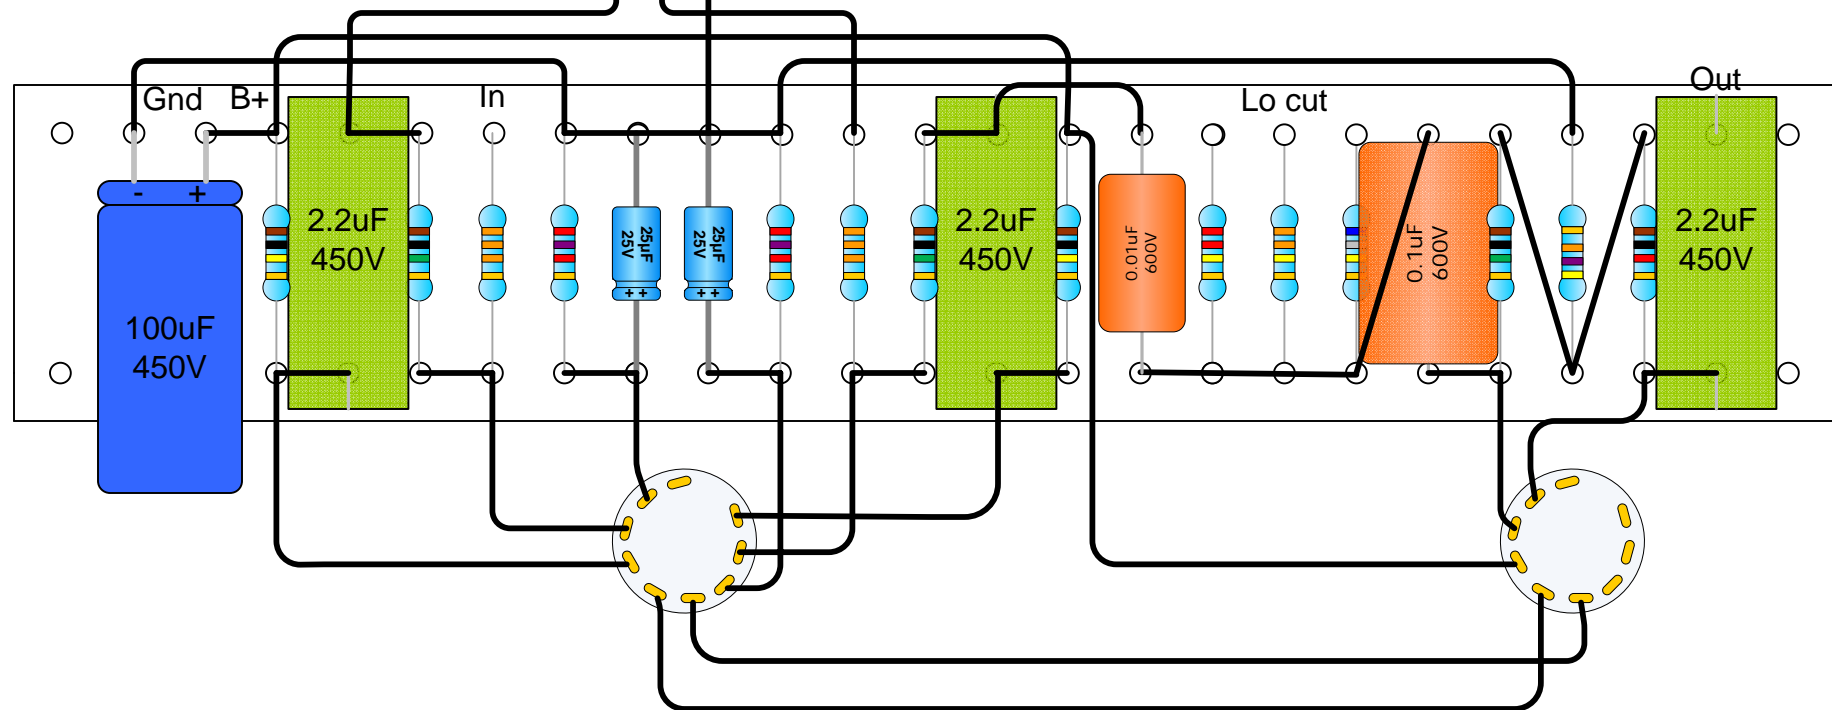 Gnd
B+
In
Lo cut
Out
- +
100uF
450V
2.2uF
450V
25µF
25V
++
25µF
25V
++
2.2uF
450V
0.01uF
600V
0.1uF
600V
2.2uF
450V